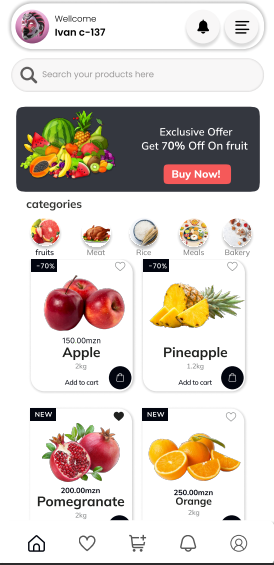 Wellcome
Ivan c-137
Search your products here
Exclusive Offer
Get 70% Off On fruit
Buy Now!
categories
fruits
Meat
Rice
Meals
Bakery
-70%
-70%
150.00mzn
Apple
Pineapple
2kg
1.2kg
Add to cart
Add to cart
NEW
NEW
200.00mzn
250.00mzn
Pomegranate
Orange
2kg
2kg